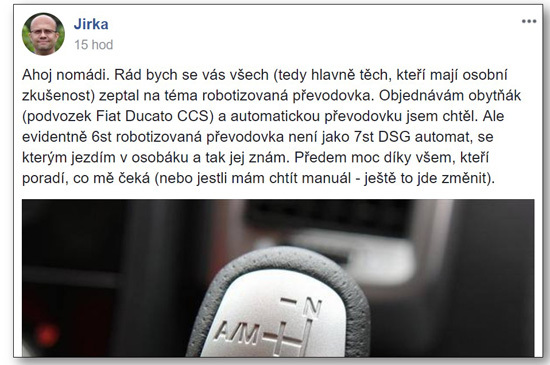 Jirka
15 hod
Ahoj nomádi. Rád bych se vás všech (tedy hlavně těch, kteří mají osobní
zkušenost) zeptal na téma robotizovaná převodovka. Objednávám obytňák
(podvozek Fiat Ducato CCS) a automatickou převodovku jsem chtěl. Ale
evidentně 6st robotizovaná převodovka není jako 7st DSG automat, se
kterým jezdím v osobáku a tak jej znám. Předem moc díky všem, kteří
poradí, co mě čeká (nebo jestli mám chtít manuál - ještě to jde změnit).
− N
A/M +